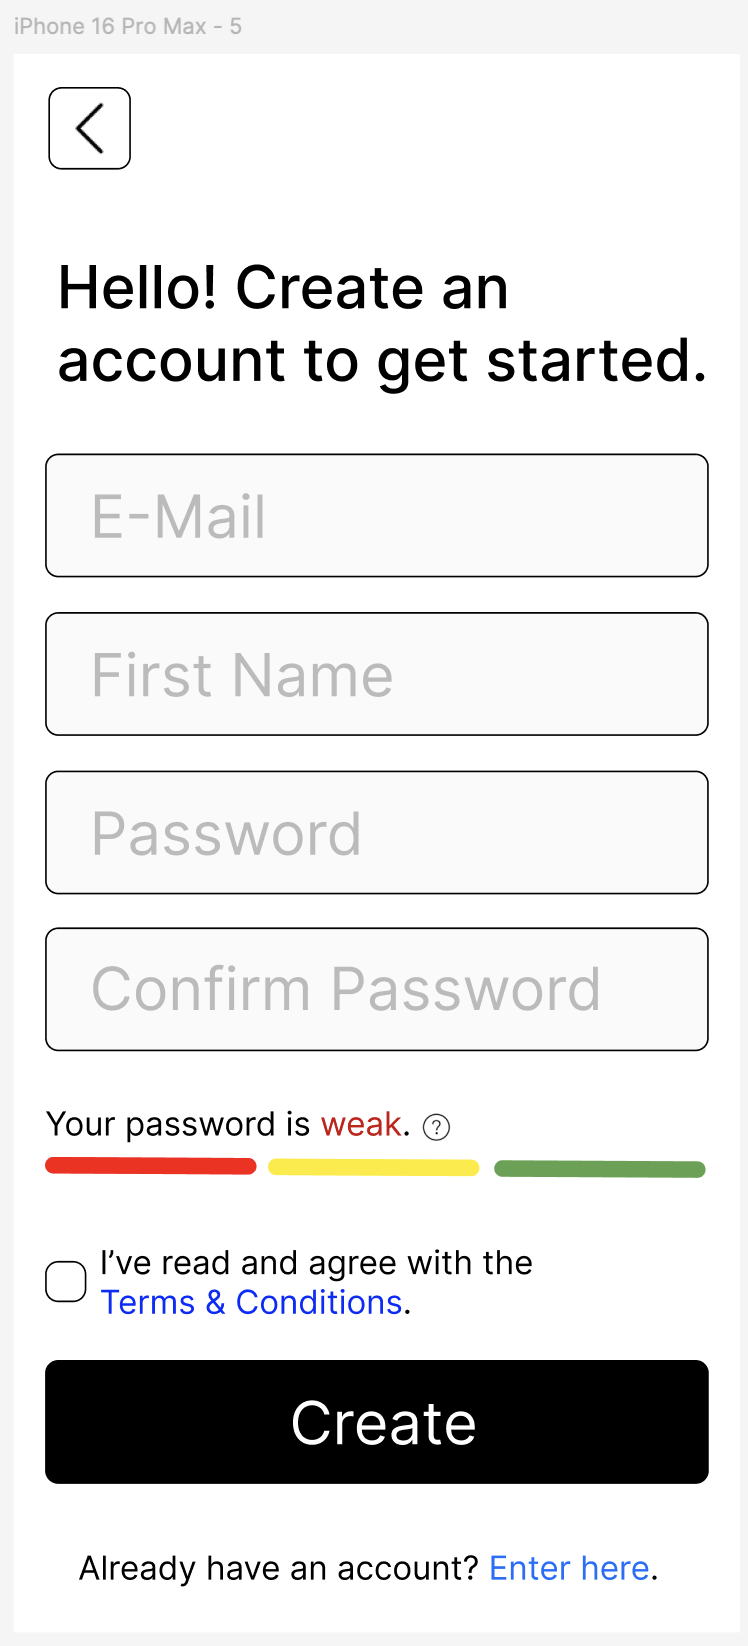 iPhone 16 Pro Max - 5
Hello! Create an
account to get started.
E-Mail
First Name
Password
Confirm Password
Your password is weak. ?
I’ve read and agree with the
Terms & Conditions.
Create
Already have an account? Enter here.